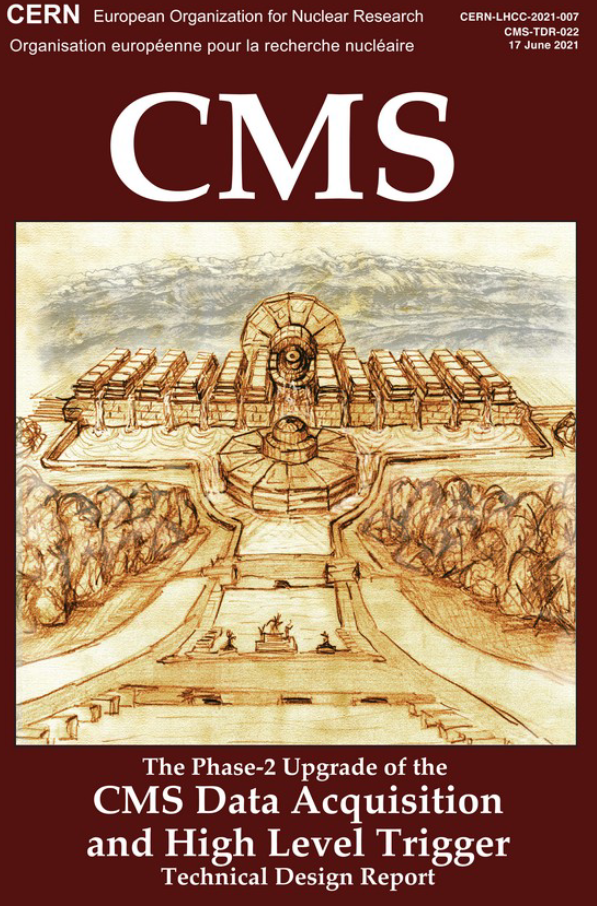 CERN European Organization for Nuclear Research
Organisation européenne pour la recherche nucléaire
CERN-LHCC-2021-007
CMS-TDR-022
17 June 2021
CMS
The Phase-2 Upgrade of the
CMS Data Acquisition
and High Level Trigger
Technical Design Report